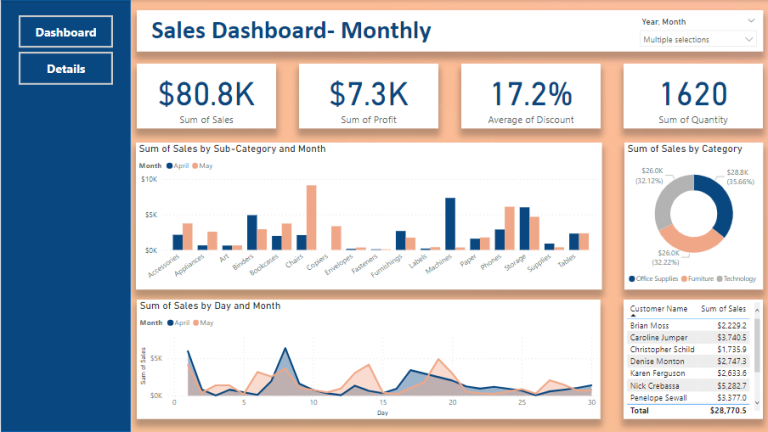 Dashboard
Details
Sales Dashboard- Monthly
Year, Month
Multiple selections
$80.8K
Sum of Sales
$7.3K
Sum of Profit
17.2%
Average of Discount
1620
Sum of Quantity
Sum of Sales by Sub-Category and Month
Month April May
$10K
$5K
$0K
Accessories
Appliances
Art
Binders
Bookcases
Chairs
Copiers
Envelopes
Fasteners
Furnishings
Labels
Machines
Paper
Phones
Storage
Supplies
Tables
Sum of Sales by Category
$26.0K
(32.12%)
$28.8K
(35.66%)
$26.0K
(32.22%)
Office Supplies Furniture Technology
Sum of Sales by Day and Month
Month April May
Sum of Sales
$5K
$0K
0 5 10 15 20 25 30
Day
Customer Name Sum of Sales
Brian Moss $2,229.2
Caroline Jumper $3,740.5
Christopher Schild $1,735.9
Denise Monton $2,747.3
Karen Ferguson $2,633.6
Nick Crebassa $5,282.7
Penelope Sewall $3,377.0
Total $28,770.5